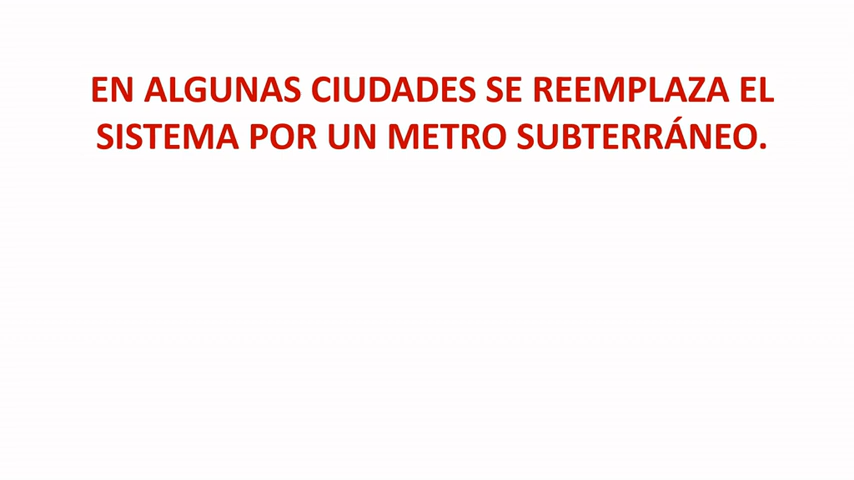 EN ALGUNAS CIUDADES SE REEMPLAZA EL
SISTEMA POR UN METRO SUBTERRÁNEO.